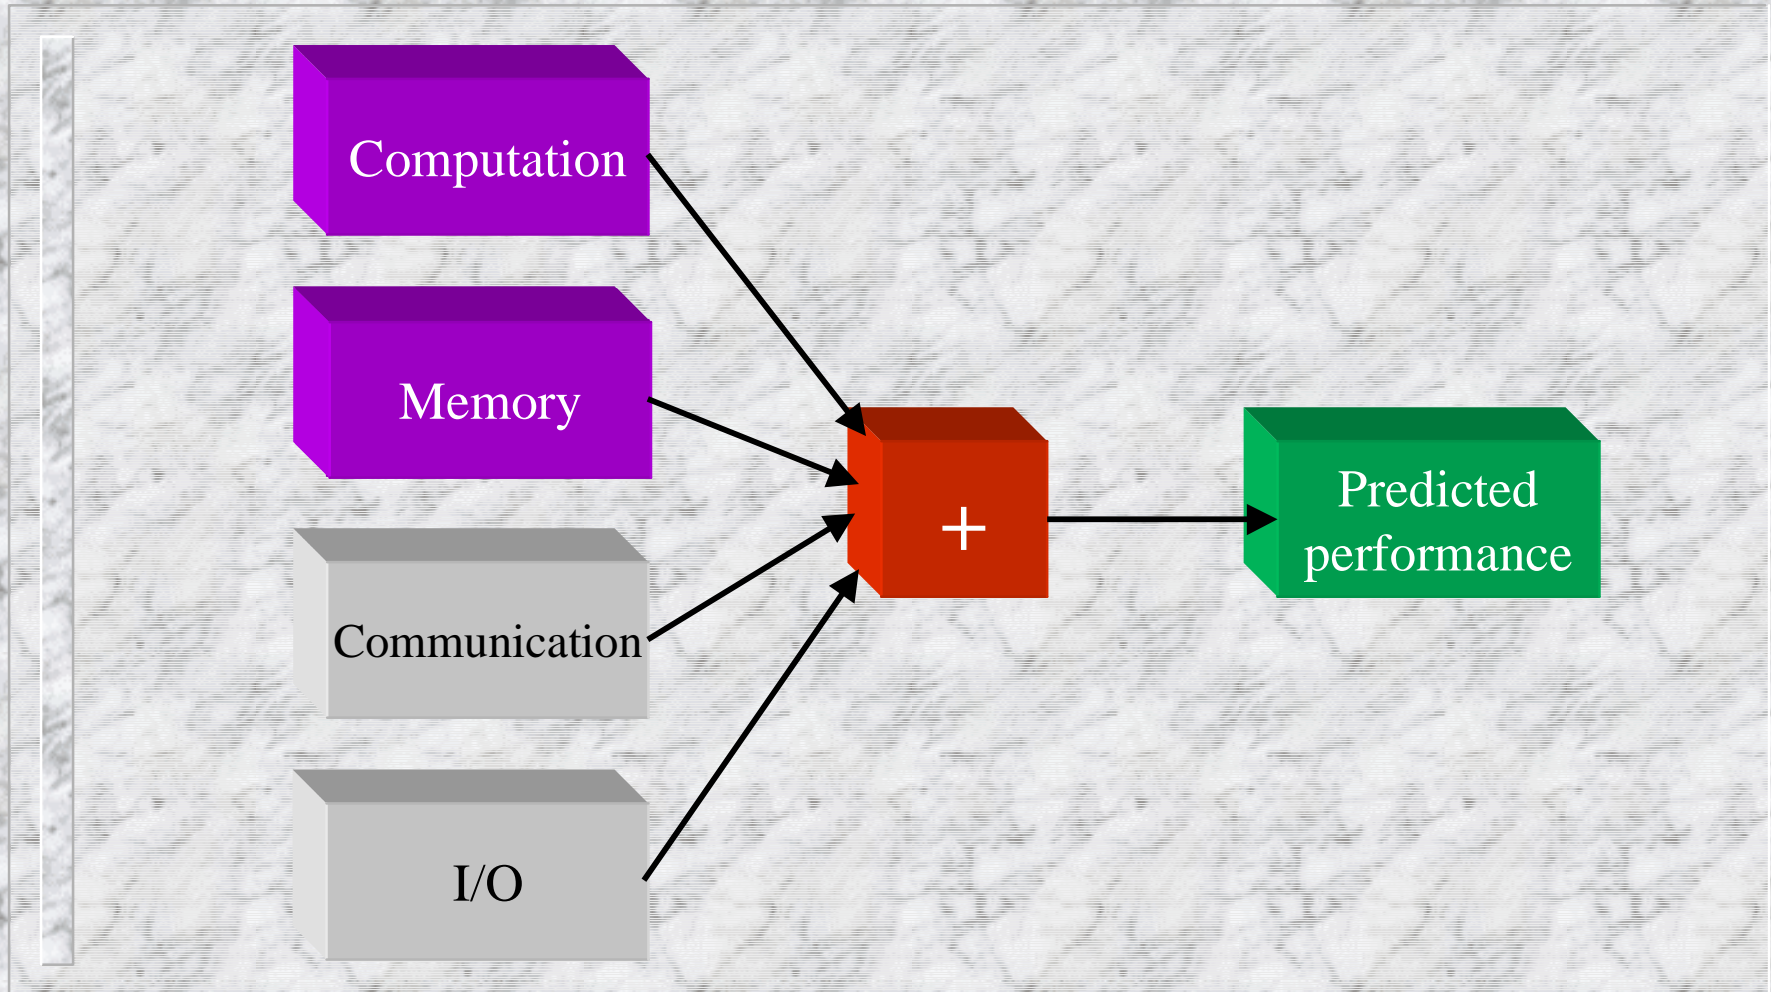 Computation
Memory
Communication
I/O
+
Predicted
performance